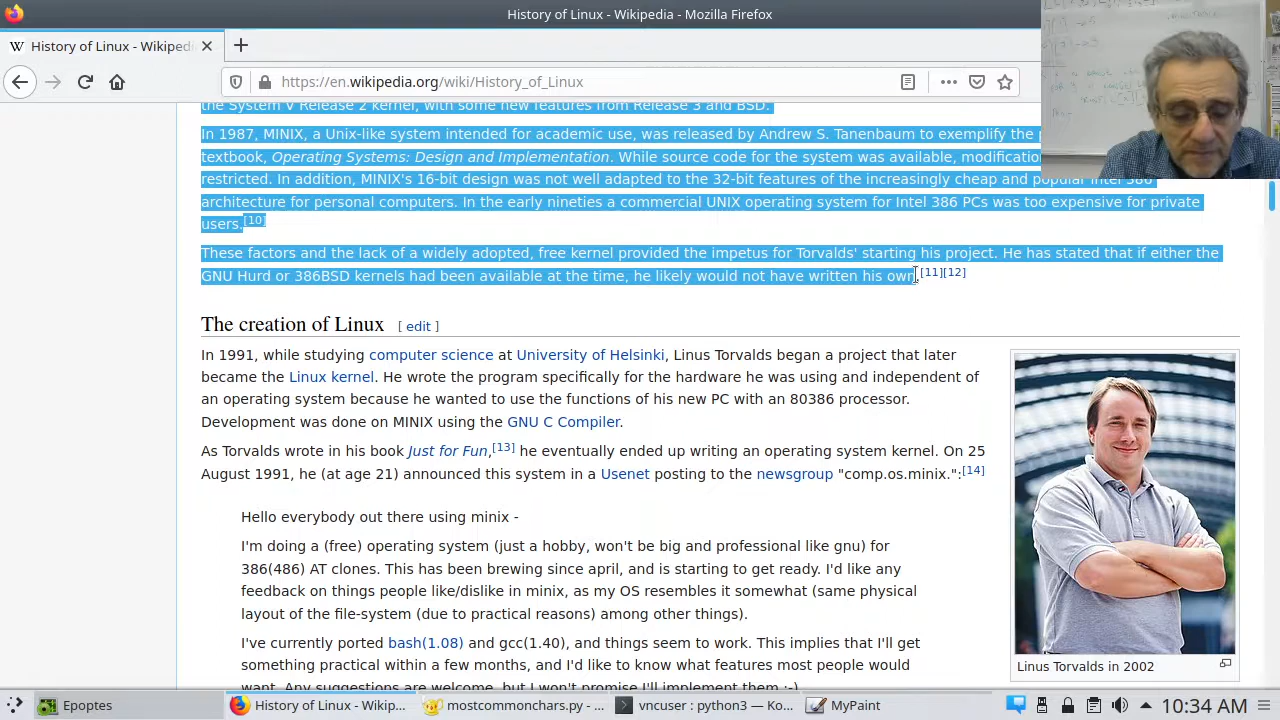 History of Linux - Wikipedia - Mozilla Firefox
W History of Linux - Wikipedi
https://en.wikipedia.org/wiki/History_of_Linux
the System V Release 2 kernel, with some new features from Release 3 and BSD.
In 1987, MINIX, a Unix-like system intended for academic use, was released by Andrew S. Tanenbaum to exemplify the
textbook, Operating Systems: Design and Implementation. While source code for the system was available,
restricted. In addition, MINIX's 16-bit design was not well adapted to the 32-bit features of the increasingly cheap and popular Intel 386
architecture for personal computers. In the early nineties a commercial UNIX operating system for Intel 386 PCs was too expensive for private
users.[10]
These factors and the lack of a widely adopted, free kernel provided the impetus for Torvalds' starting his project. He has stated that if either the
GNU Hurd or 386BSD kernels had been available at the time, he likely would not have written his own.[11][12]
The creation of Linux [ edit ]
In 1991, while studying computer science at University of Helsinki, Linus Torvalds began a project that later
became the Linux kernel. He wrote the program specifically for the hardware he was using and independent of
an operating system because he wanted to use the functions of his new PC with an 80386 processor.
Development was done on MINIX using the GNU C Compiler.
As Torvalds wrote in his book Just for Fun,[13] he eventually ended up writing an operating system kernel. On 25
August 1991, he (at age 21) announced this system in a Usenet posting to the newsgroup "comp.os.minix.":[14]
Hello everybody out there using minix -
I'm doing a (free) operating system (just a hobby, won't be big and professional like gnu) for
386(486) AT clones. This has been brewing since april, and is starting to get ready. I'd like any
feedback on things people like/dislike in minix, as my OS resembles it somewhat (same physical
layout of the file-system (due to practical reasons) among other things).
I've currently ported bash(1.08) and gcc(1.40), and things seem to work. This implies that I'll get
something practical within a few months, and I'd like to know what features most people would
want. Any suggestions are welcome, but I won't promise I'll implement them :-)
Linus Torvalds in 2002
Epoptes
History of Linux - Wikip...
mostcommonchars.py - ...
vncuser : python3 — Ko...
MyPaint
10:34 AM